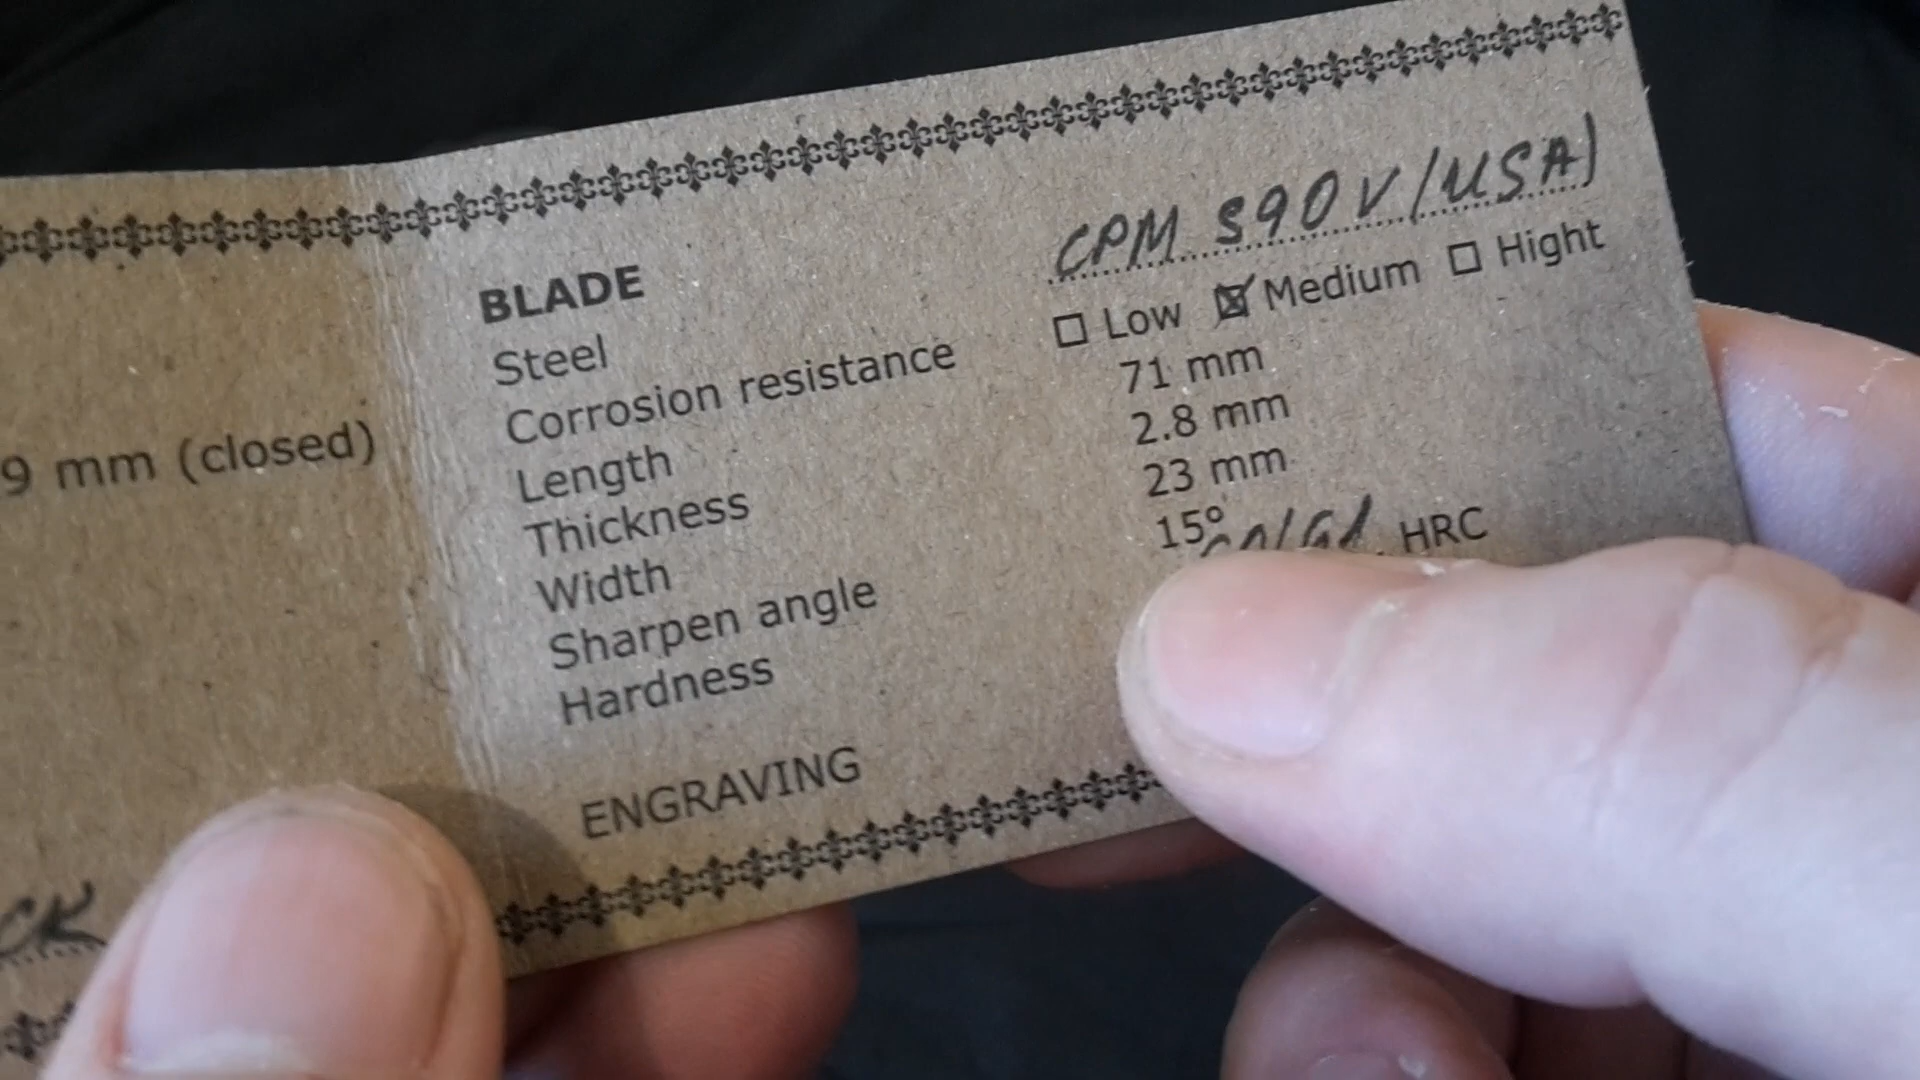 9 mm (closed)
CK
BLADE
Steel CPM S90V (USA)
Corrosion resistance ☐ Low ☒ Medium ☐ Hight
Length 71 mm
Thickness 2.8 mm
Width 23 mm
Sharpen angle 15°
Hardness HRC
ENGRAVING